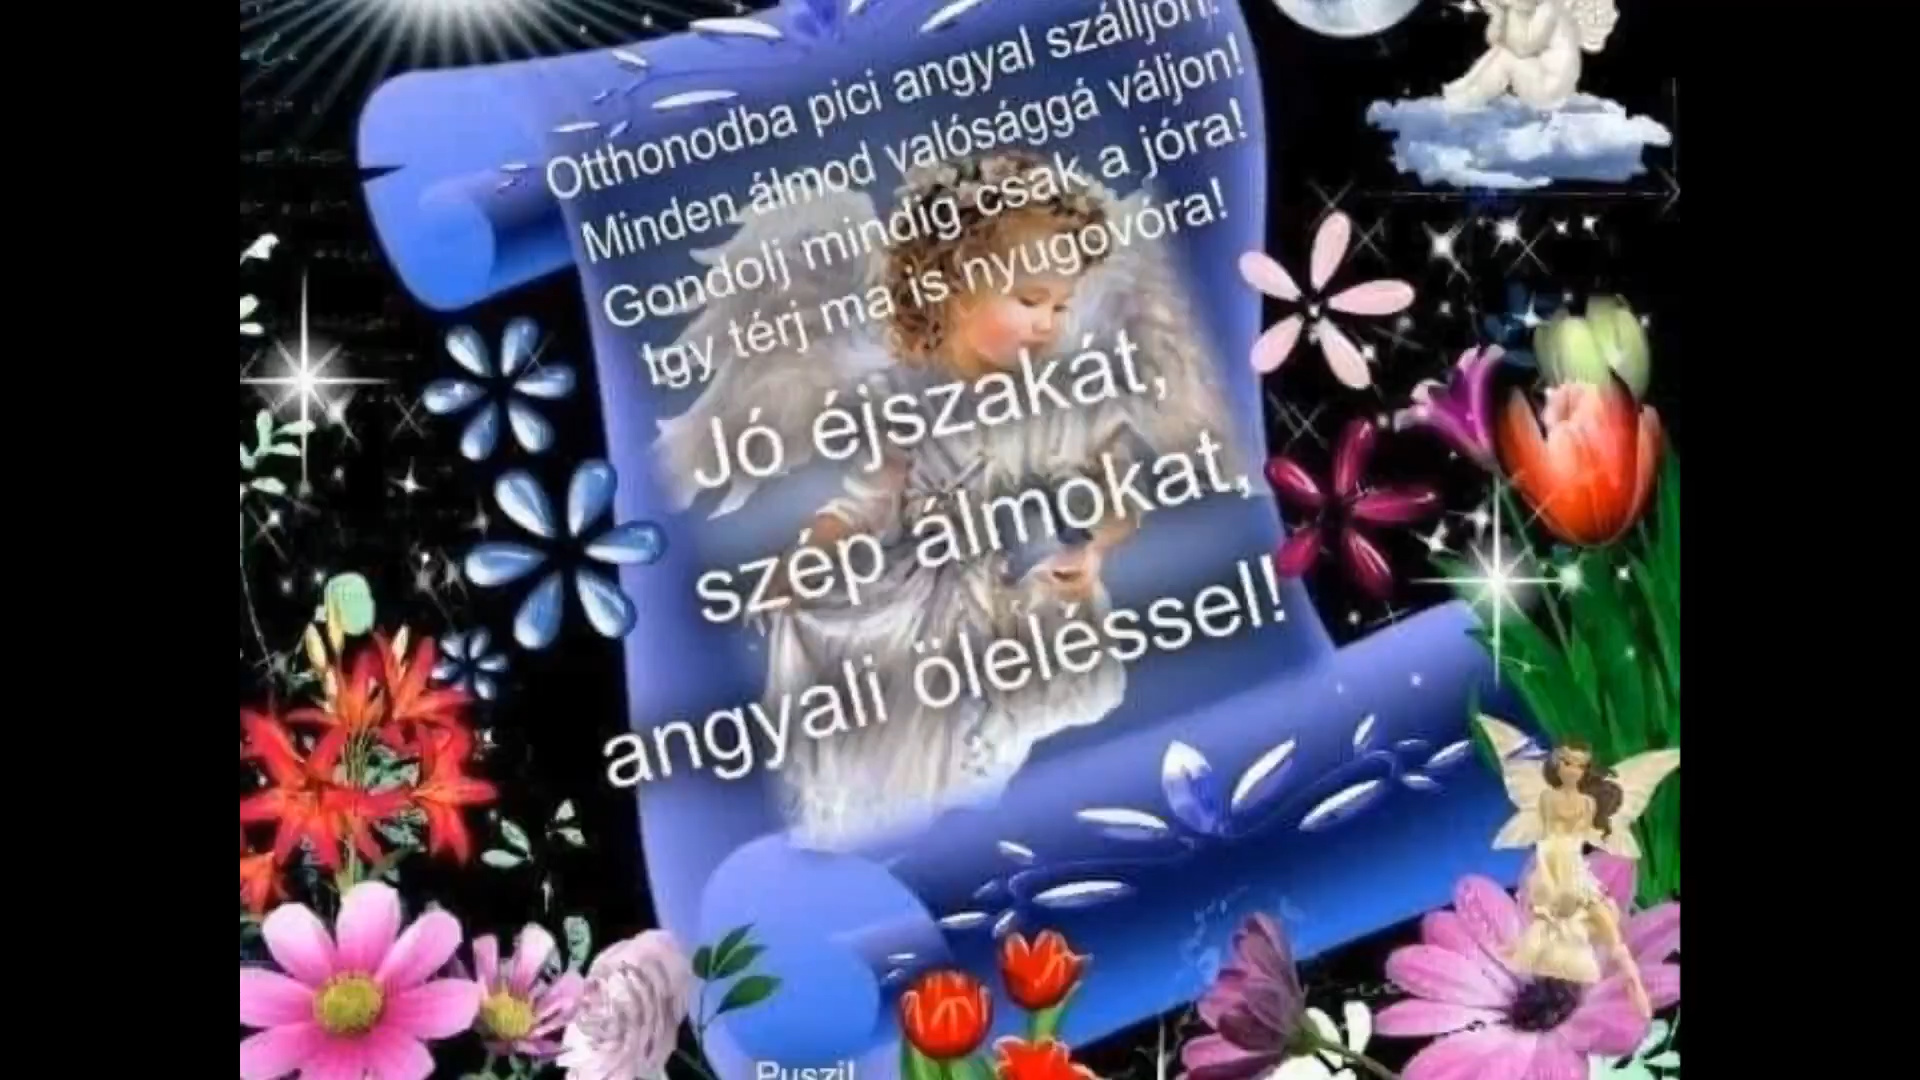 Otthonodba pici angyal szálljon!
Minden álmod valósággá váljon!
Gondolj mindig csak a jóra!
Igy térj ma is nyugovóra!
Jó éjszakát,
szép álmokat,
angyali öleléssel!
Puszi!